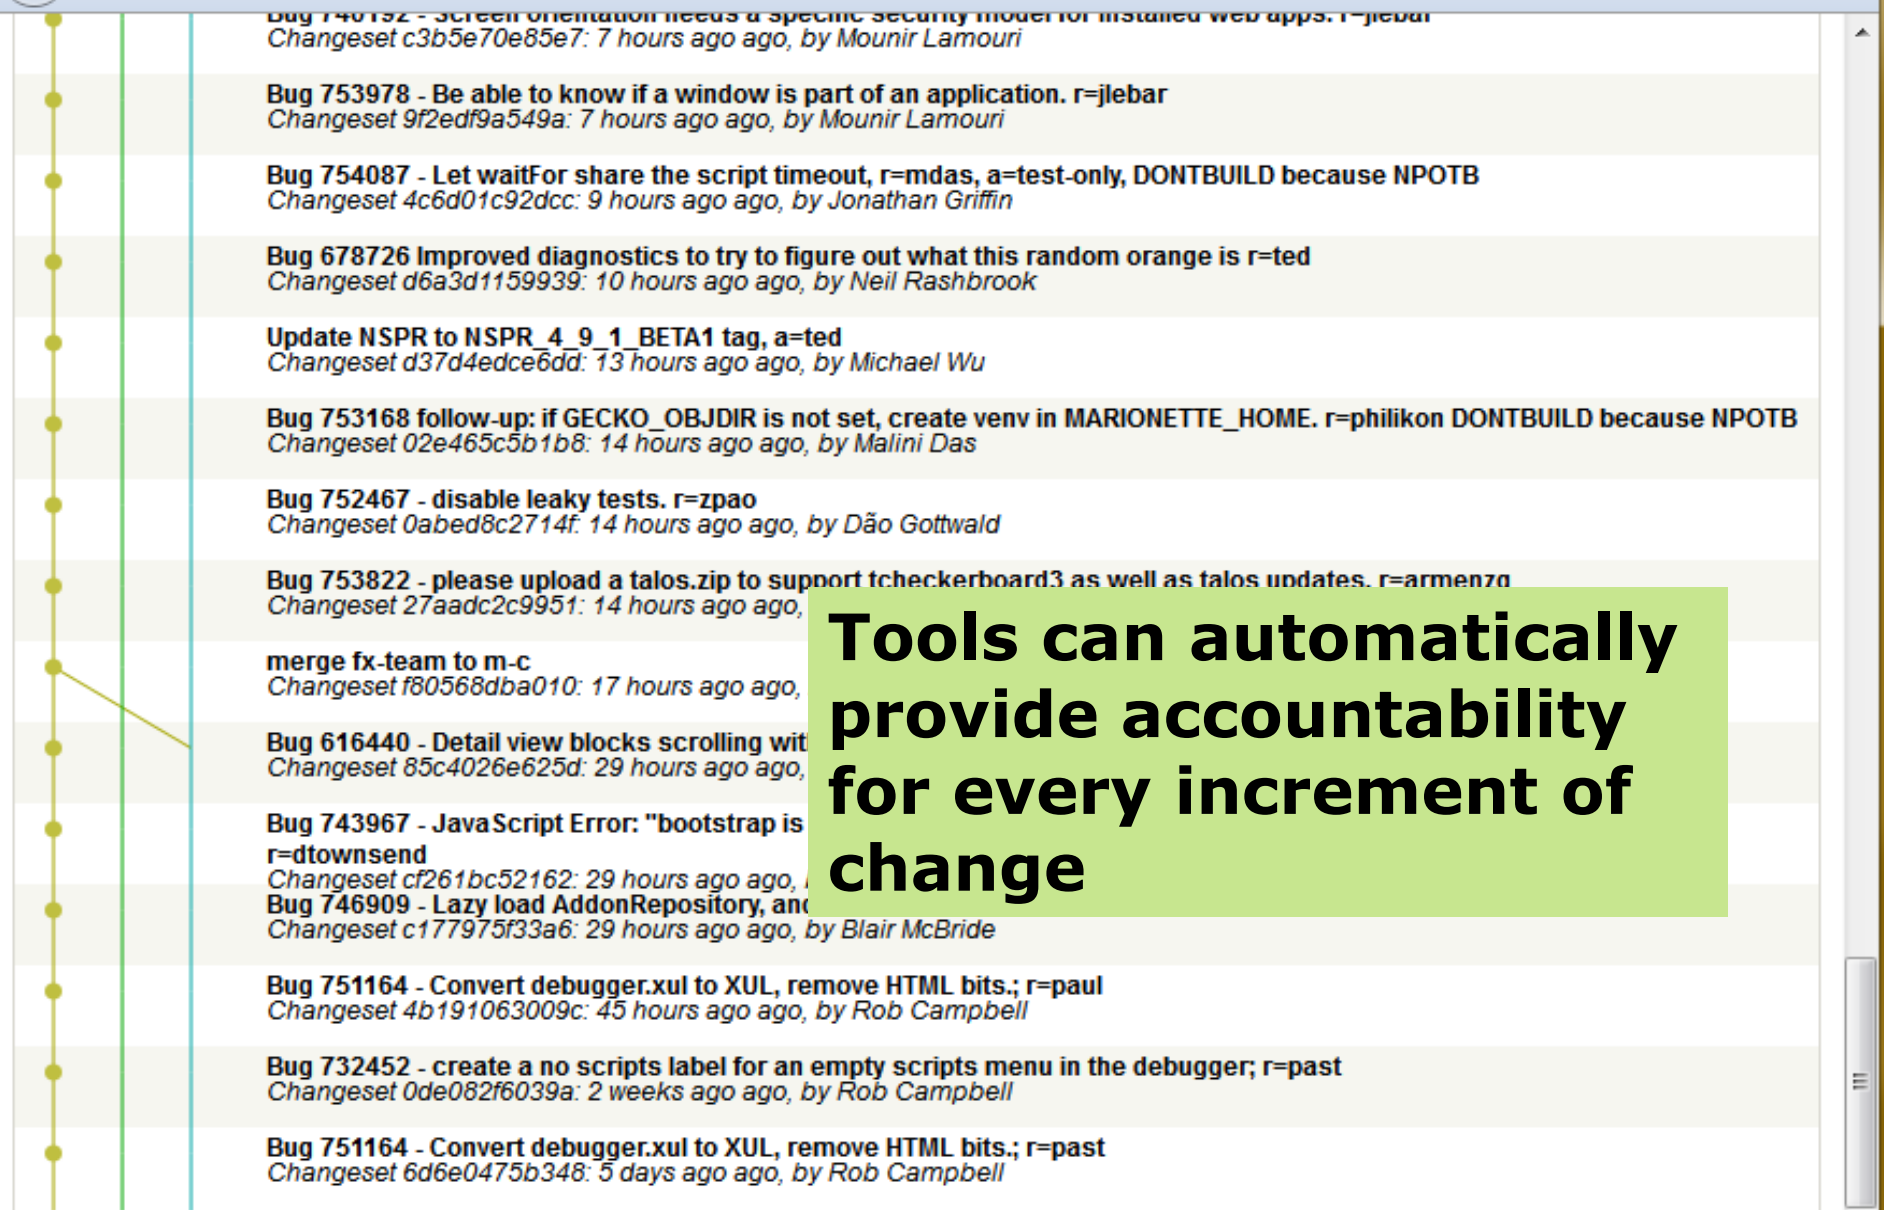 Bug 740192 - Screen orientation needs a specific security model for installed web apps. r=jlebar
Changeset c3b5e70e85e7: 7 hours ago ago, by Mounir Lamouri
Bug 753978 - Be able to know if a window is part of an application. r=jlebar
Changeset 9f2edf9a549a: 7 hours ago ago, by Mounir Lamouri
Bug 754087 - Let waitFor share the script timeout, r=mdas, a=test-only, DONTBUILD because NPOTB
Changeset 4c6d01c92dcc: 9 hours ago ago, by Jonathan Griffin
Bug 678726 Improved diagnostics to try to figure out what this random orange is r=ted
Changeset d6a3d1159939: 10 hours ago ago, by Neil Rashbrook
Update NSPR to NSPR_4_9_1_BETA1 tag, a=ted
Changeset d37d4edce6dd: 13 hours ago ago, by Michael Wu
Bug 753168 follow-up: if GECKO_OBJDIR is not set, create venv in MARIONETTE_HOME. r=philikon DONTBUILD because NPOTB
Changeset 02e465c5b1b8: 14 hours ago ago, by Malini Das
Bug 752467 - disable leaky tests. r=zpao
Changeset 0abed8c2714f: 14 hours ago ago, by Dão Gottwald
Bug 753822 - please upload a talos.zip to support tcheckerboard3 as well as talos updates. r=armenzg
Changeset 27aadc2c9951: 14 hours ago ago,
merge fx-team to m-c
Changeset f80568dba010: 17 hours ago ago,
Bug 616440 - Detail view blocks scrolling wit
Changeset 85c4026e625d: 29 hours ago ago,
Bug 743967 - JavaScript Error: "bootstrap is
r=dtownsend
Changeset cf261bc52162: 29 hours ago ago,
Bug 746909 - Lazy load AddonRepository, and
Changeset c177975f33a6: 29 hours ago ago, by Blair McBride
Bug 751164 - Convert debugger.xul to XUL, remove HTML bits.; r=paul
Changeset 4b191063009c: 45 hours ago ago, by Rob Campbell
Bug 732452 - create a no scripts label for an empty scripts menu in the debugger; r=past
Changeset 0de082f6039a: 2 weeks ago ago, by Rob Campbell
Bug 751164 - Convert debugger.xul to XUL, remove HTML bits.; r=past
Changeset 6d6e0475b348: 5 days ago ago, by Rob Campbell
Tools can automatically
provide accountability
for every increment of
change